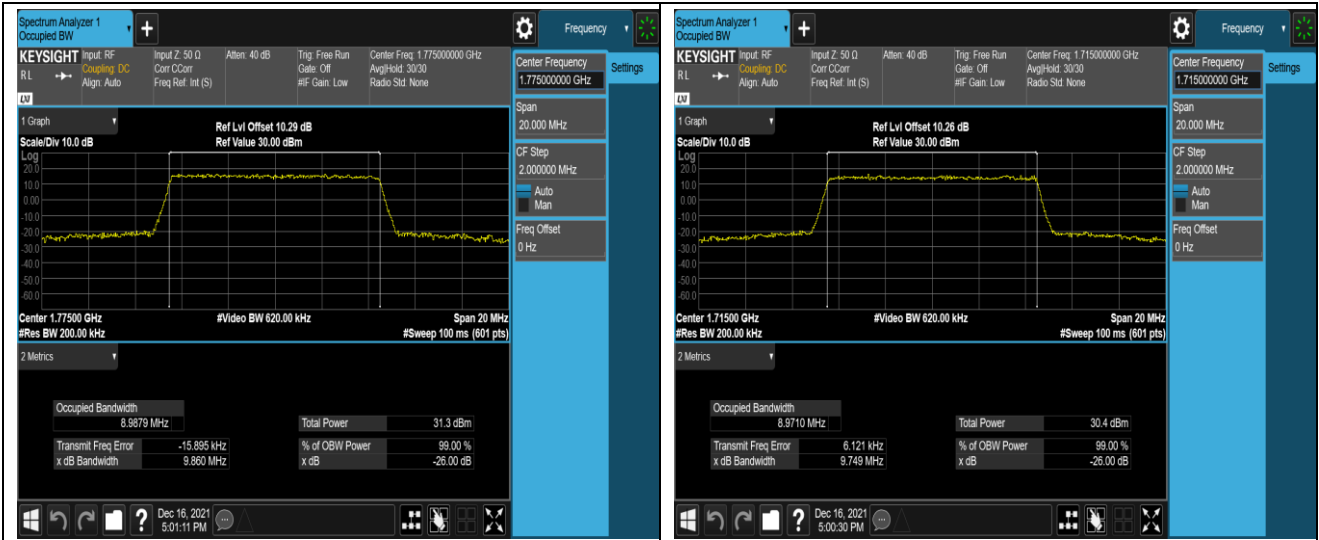 Spectrum Analyzer 1
Occupied BW
+
Frequency
KEYSIGHT
Input: RF
Coupling: DC
Align: Auto
Input Z: 50 Ω
Corr CCorr
Freq Ref: Int (S)
Atten: 40 dB
Trig: Free Run
Gate: Off
#IF Gain: Low
Center Freq: 1.775000000 GHz
Avg|Hold: 30/30
Radio Std: None
RL
LXI
Center Frequency
1.775000000 GHz
Settings
Span
20.000 MHz
CF Step
2.000000 MHz
Auto
Man
Freq Offset
0 Hz
1 Graph
Ref Lvl Offset 10.29 dB
Scale/Div 10.0 dB
Ref Value 30.00 dBm
Log
20.0
10.0
0.00
-10.0
-20.0
-30.0
-40.0
-50.0
-60.0
Center 1.77500 GHz
#Video BW 620.00 kHz
Span 20 MHz
#Res BW 200.00 kHz
#Sweep 100 ms (601 pts)
2 Metrics
Occupied Bandwidth
8.9879 MHz
Total Power 31.3 dBm
Transmit Freq Error -15.895 kHz
% of OBW Power 99.00 %
x dB Bandwidth 9.860 MHz
x dB -26.00 dB
?
Dec 16, 2021
5:01:11 PM
Spectrum Analyzer 1
Occupied BW
+
Frequency
KEYSIGHT
Input: RF
Coupling: DC
Align: Auto
Input Z: 50 Ω
Corr CCorr
Freq Ref: Int (S)
Atten: 40 dB
Trig: Free Run
Gate: Off
#IF Gain: Low
Center Freq: 1.715000000 GHz
Avg|Hold: 30/30
Radio Std: None
RL
LXI
Center Frequency
1.715000000 GHz
Settings
Span
20.000 MHz
CF Step
2.000000 MHz
Auto
Man
Freq Offset
0 Hz
1 Graph
Ref Lvl Offset 10.26 dB
Scale/Div 10.0 dB
Ref Value 30.00 dBm
Log
20.0
10.0
0.00
-10.0
-20.0
-30.0
-40.0
-50.0
-60.0
Center 1.71500 GHz
#Video BW 620.00 kHz
Span 20 MHz
#Res BW 200.00 kHz
#Sweep 100 ms (601 pts)
2 Metrics
Occupied Bandwidth
8.9710 MHz
Total Power 30.4 dBm
Transmit Freq Error 6.121 kHz
% of OBW Power 99.00 %
x dB Bandwidth 9.749 MHz
x dB -26.00 dB
?
Dec 16, 2021
5:00:30 PM